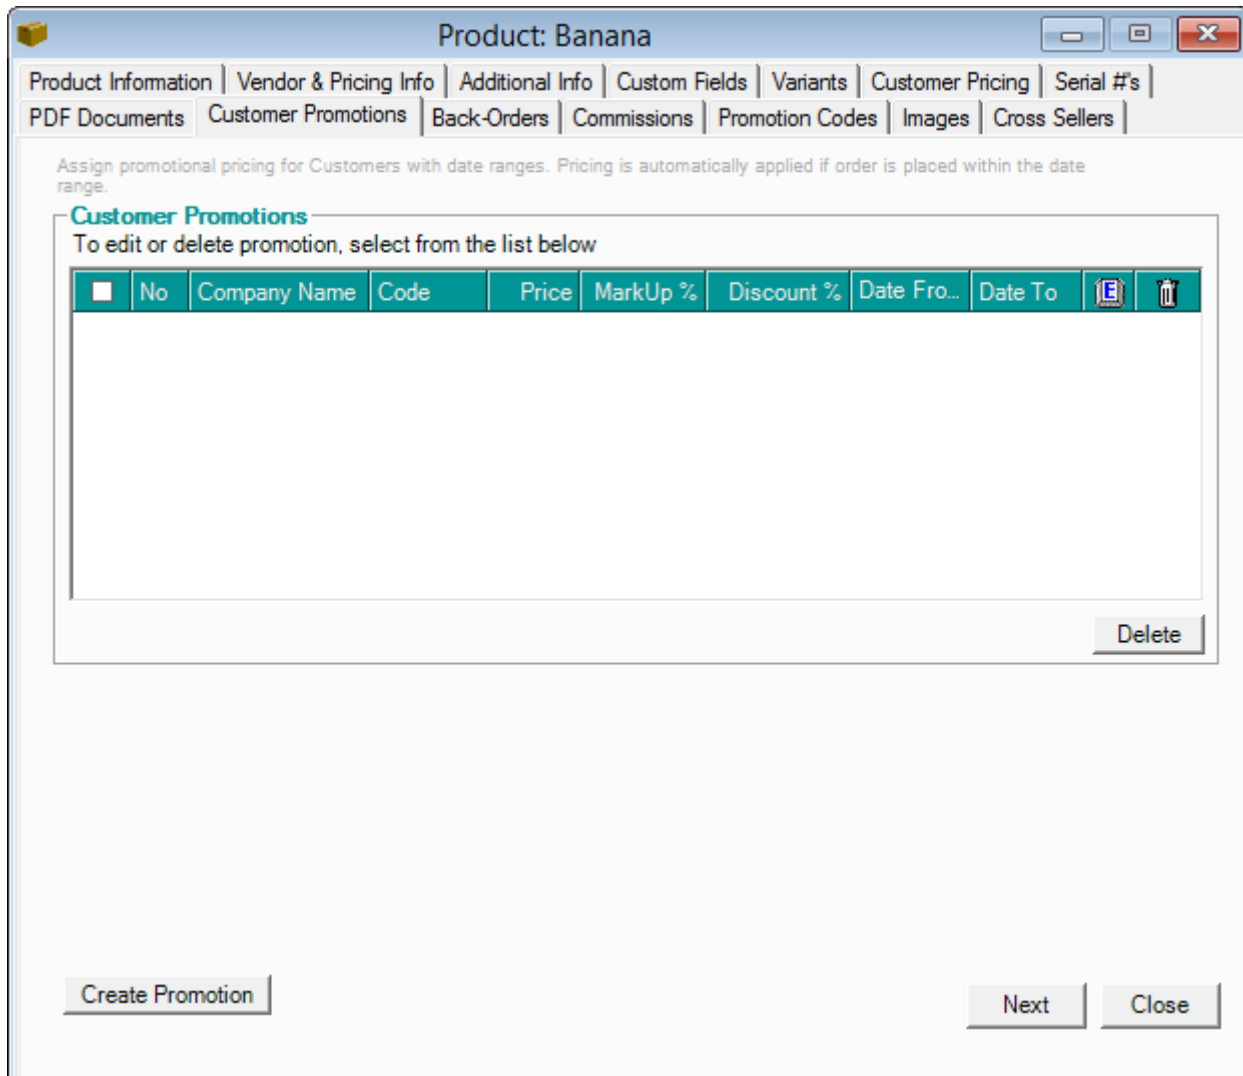 Product: Banana
Product Information Vendor & Pricing Info Additional Info Custom Fields Variants Customer Pricing Serial #'s
PDF Documents Customer Promotions Back-Orders Commissions Promotion Codes Images Cross Sellers
Assign promotional pricing for Customers with date ranges. Pricing is automatically applied if order is placed within the date
range.
Customer Promotions
To edit or delete promotion, select from the list below
No Company Name Code Price MarkUp % Discount % Date Fro... Date To E
Delete
Create Promotion Next Close